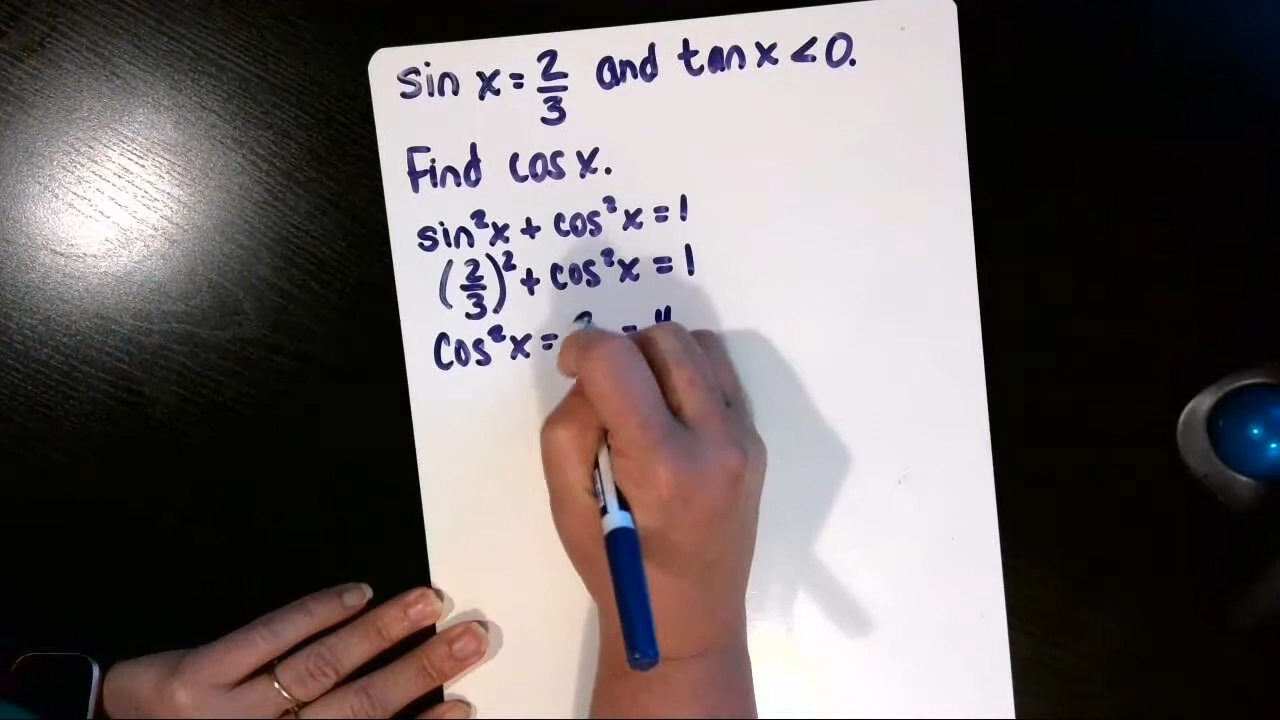 sin x = 2/3 and tan x < 0.
Find cos x.
sin²x + cos²x = 1
(2/3)² + cos²x = 1
cos²x =